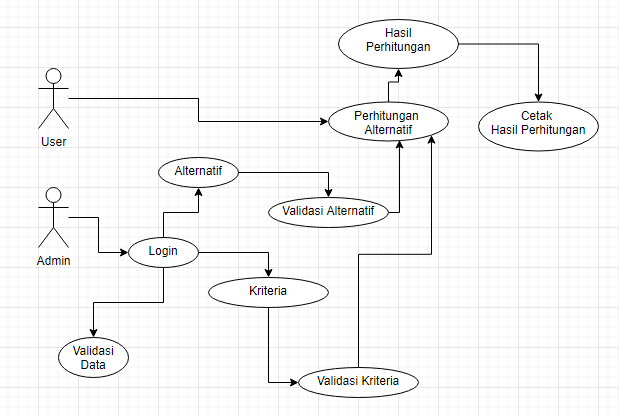 Hasil
Perhitungan
Perhitungan
Alternatif
Cetak
Hasil Perhitungan
User
Alternatif
Validasi Alternatif
Login
Admin
Kriteria
Validasi
Data
Validasi Kriteria